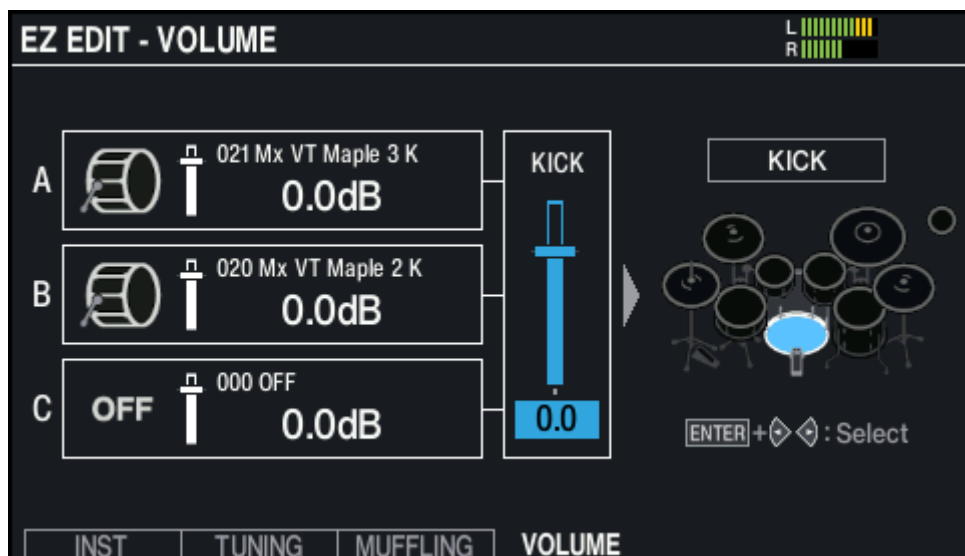 EZ EDIT - VOLUME
L
R
A
021 Mx VT Maple 3 K
0.0dB
B
020 Mx VT Maple 2 K
0.0dB
C
OFF
000 OFF
0.0dB
KICK
0.0
KICK
ENTER+ : Select
INST
TUNING
MUFFLING
VOLUME